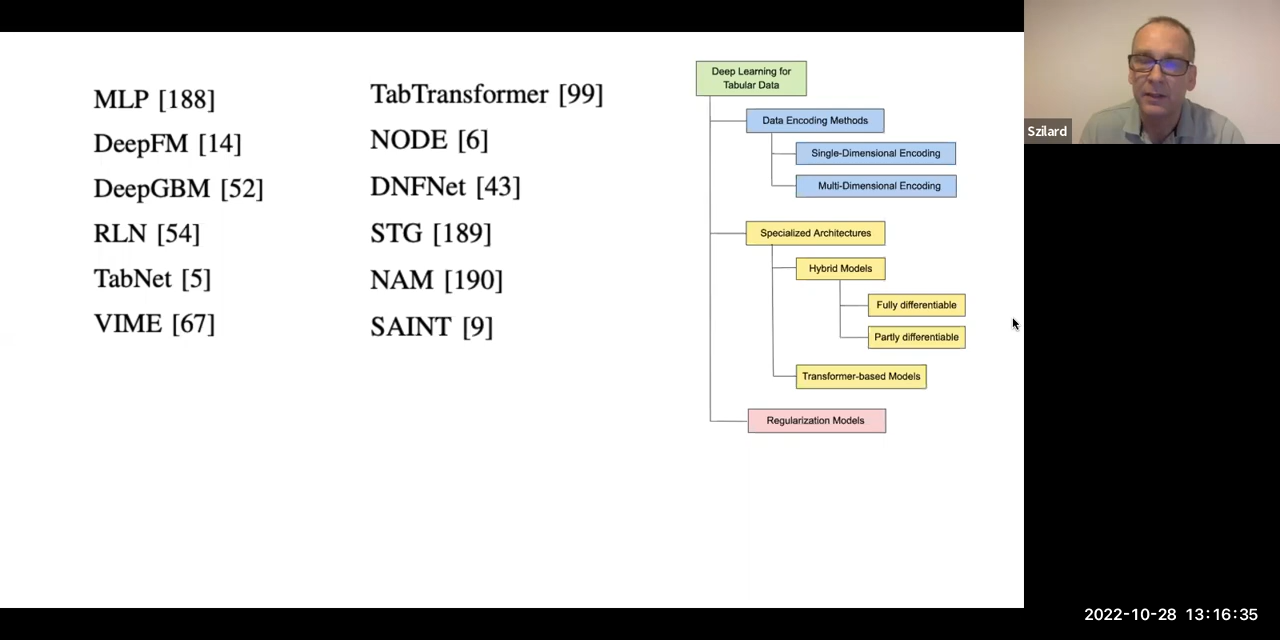 MLP [188]
DeepFM [14]
DeepGBM [52]
RLN [54]
TabNet [5]
VIME [67]
TabTransformer [99]
NODE [6]
DNFNet [43]
STG [189]
NAM [190]
SAINT [9]
Deep Learning for
Tabular Data
Data Encoding Methods
Single-Dimensional Encoding
Multi-Dimensional Encoding
Specialized Architectures
Hybrid Models
Fully differentiable
Partly differentiable
Transformer-based Models
Regularization Models
Szilard
2022-10-28 13:16:35